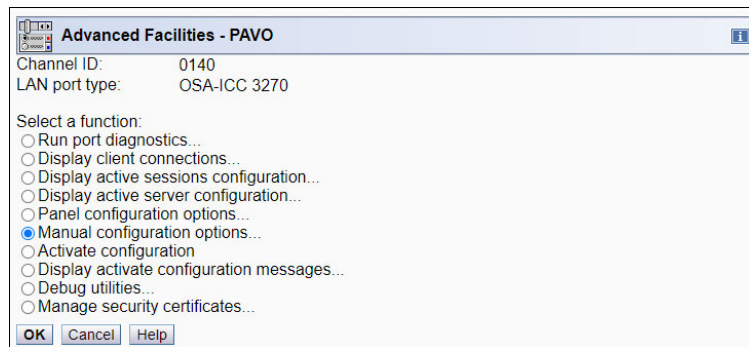 Advanced Facilities - PAVO
i
Channel ID: 0140
LAN port type: OSA-ICC 3270
Select a function:
Run port diagnostics...
Display client connections...
Display active sessions configuration...
Display active server configuration...
Panel configuration options...
Manual configuration options...
Activate configuration
Display activate configuration messages...
Debug utilities...
Manage security certificates...
OK Cancel Help